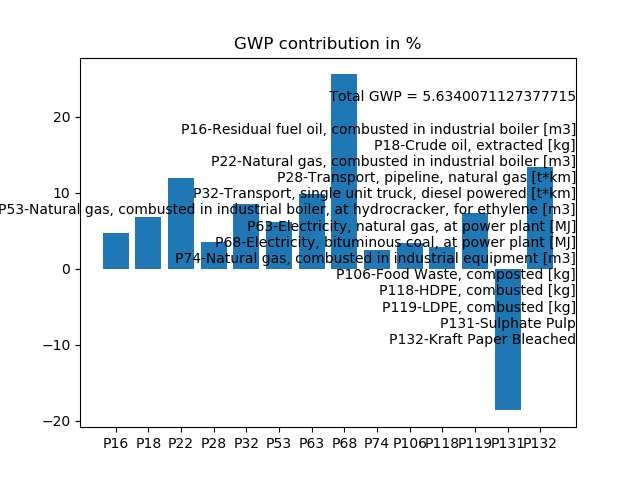 GWP contribution in %
Total GWP = 5.6340071127377715
P16-Residual fuel oil, combusted in industrial boiler [m3]
P18-Crude oil, extracted [kg]
P22-Natural gas, combusted in industrial boiler [m3]
P28-Transport, pipeline, natural gas [t*km]
P32-Transport, single unit truck, diesel powered [t*km]
P53-Natural gas, combusted in industrial boiler, at hydrocracker, for ethylene [m3]
P63-Electricity, natural gas, at power plant [MJ]
P68-Electricity, bituminous coal, at power plant [MJ]
P74-Natural gas, combusted in industrial equipment [m3]
P106-Food Waste, composted [kg]
P118-HDPE, combusted [kg]
P119-LDPE, combusted [kg]
P131-Sulphate Pulp
P132-Kraft Paper Bleached
20
10
0
−10
−20
P16 P18 P22 P28 P32 P53 P63 P68 P74 P106 P118 P119 P131 P132